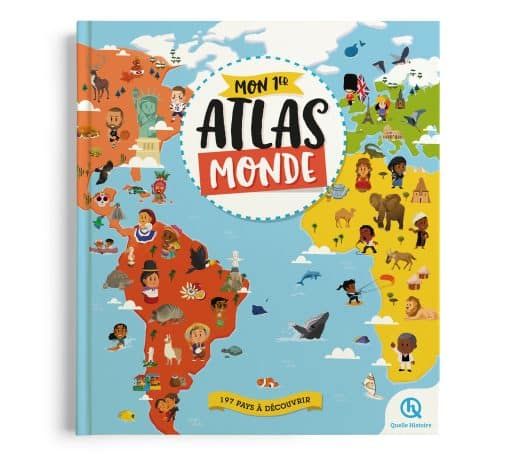 MON 1ER
ATLAS
MONDE
197 PAYS À DÉCOUVRIR
Quelle Histoire